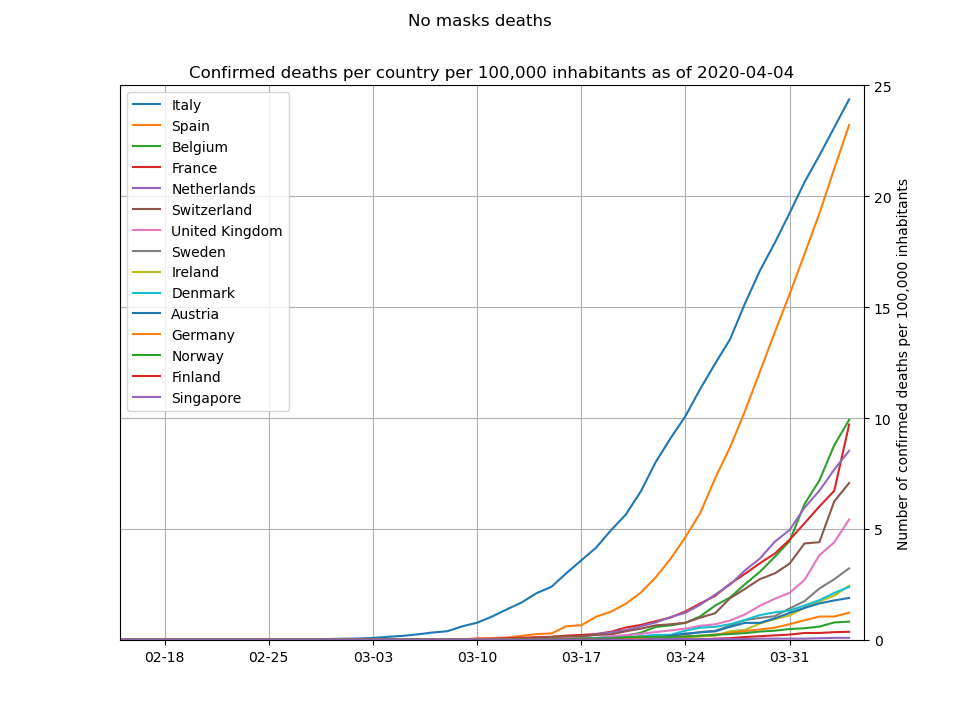 No masks deaths
Confirmed deaths per country per 100,000 inhabitants as of 2020-04-04
Italy
Spain
Belgium
France
Netherlands
Switzerland
United Kingdom
Sweden
Ireland
Denmark
Austria
Germany
Norway
Finland
Singapore
25
20
15
10
5
0
Number of confirmed deaths per 100,000 inhabitants
02-18
02-25
03-03
03-10
03-17
03-24
03-31